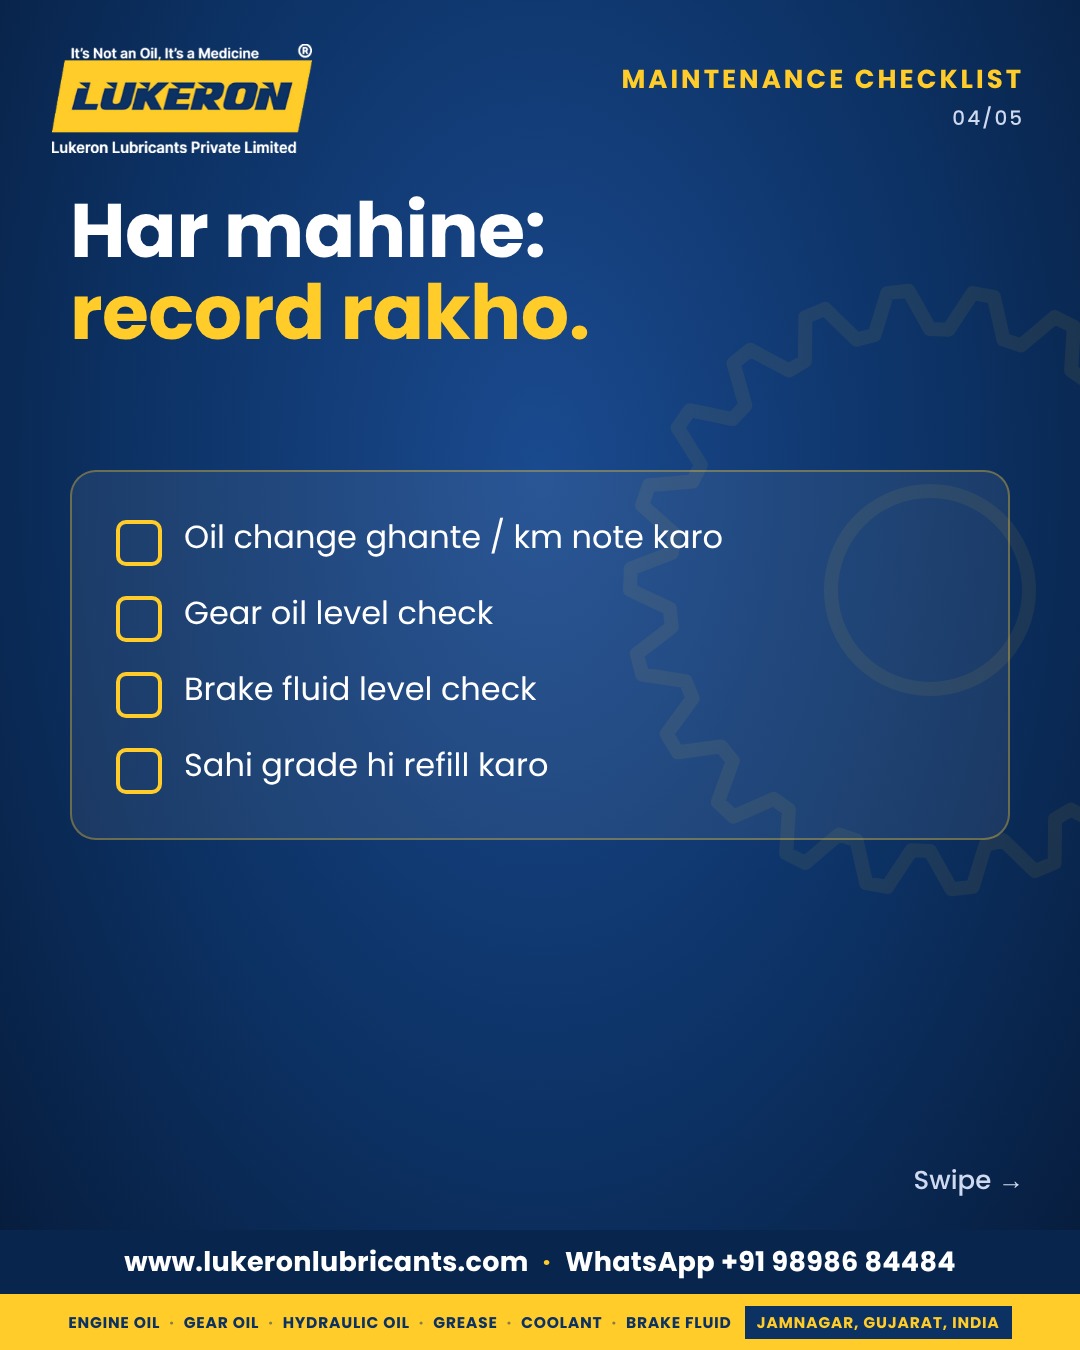 It's Not an Oil, It's a Medicine ®
LUKERON
Lukeron Lubricants Private Limited
MAINTENANCE CHECKLIST
04/05
Har mahine:
record rakho.
Oil change ghante / km note karo
Gear oil level check
Brake fluid level check
Sahi grade hi refill karo
Swipe →
www.lukeronlubricants.com · WhatsApp +91 98986 84484
ENGINE OIL · GEAR OIL · HYDRAULIC OIL · GREASE · COOLANT · BRAKE FLUID JAMNAGAR, GUJARAT, INDIA